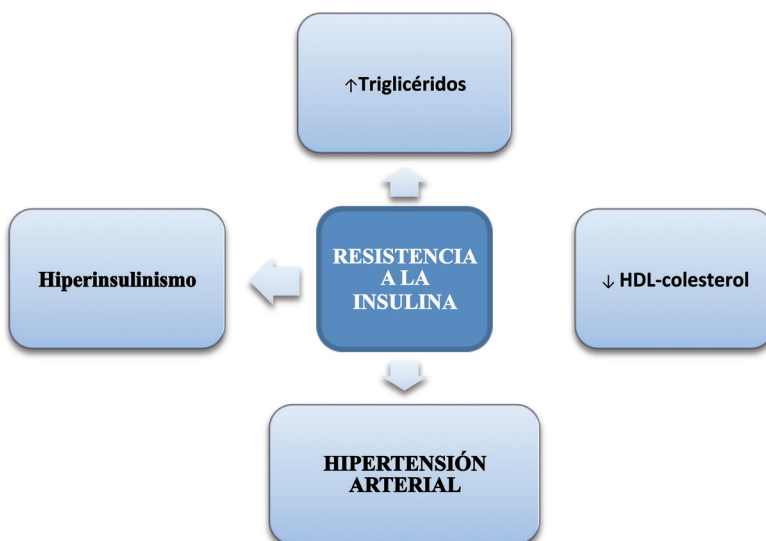 ↑Triglicéridos
Hiperinsulinismo
RESISTENCIA
A LA
INSULINA
↓ HDL-colesterol
HIPERTENSIÓN
ARTERIAL